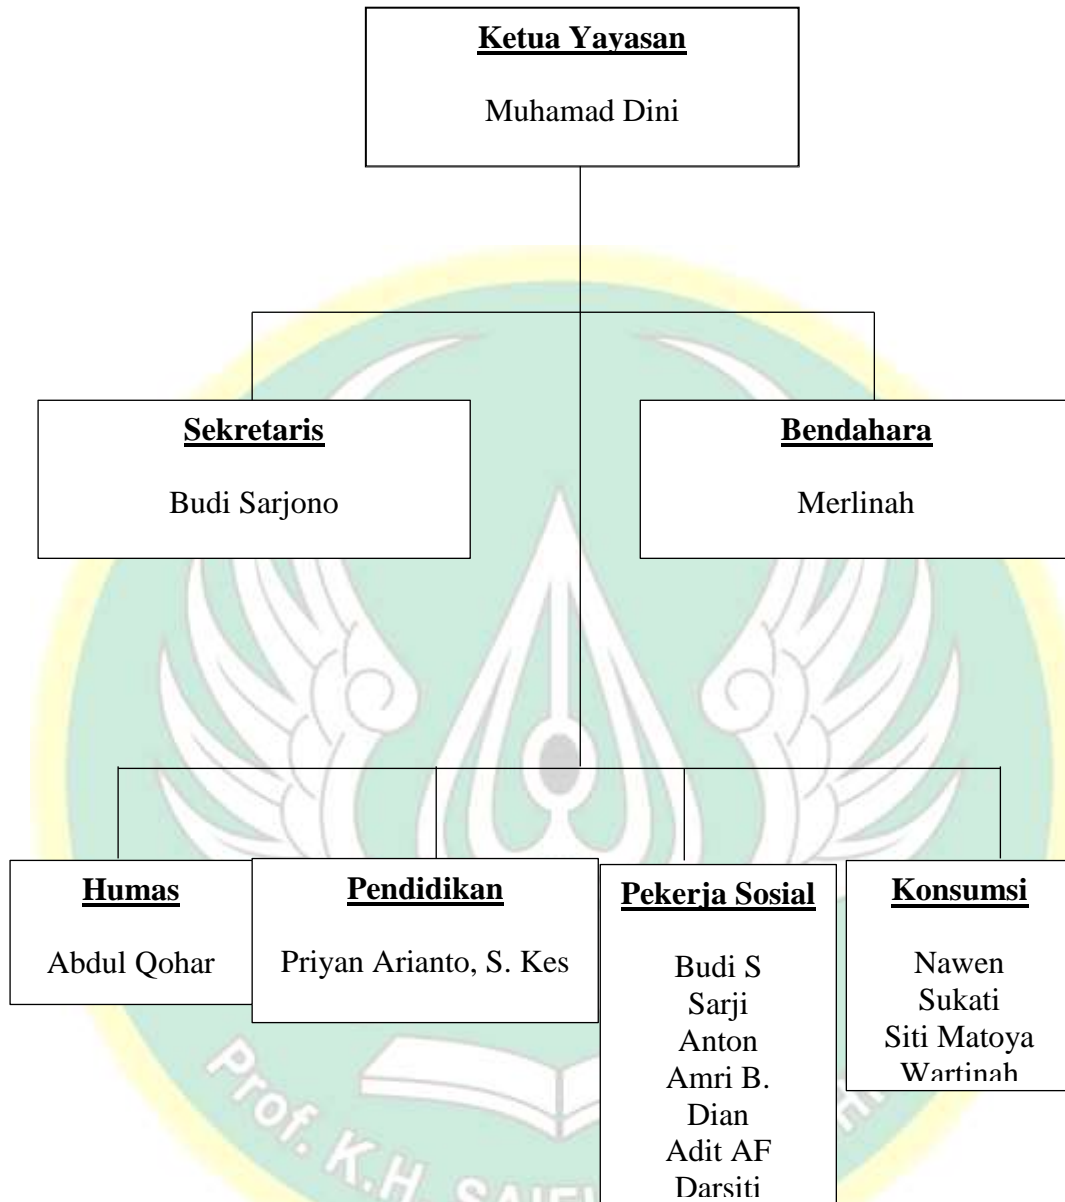 Ketua Yayasan
Muhamad Dini
Sekretaris
Budi Sarjono
Bendahara
Merlinah
Humas
Abdul Qohar
Pendidikan
Priyan Arianto, S. Kes
Pekerja Sosial
Budi S
Sarji
Anton
Amri B.
Dian
Adit AF
Darsiti
Konsumsi
Nawen
Sukati
Siti Matoya
Wartinah
Prof. K.H.